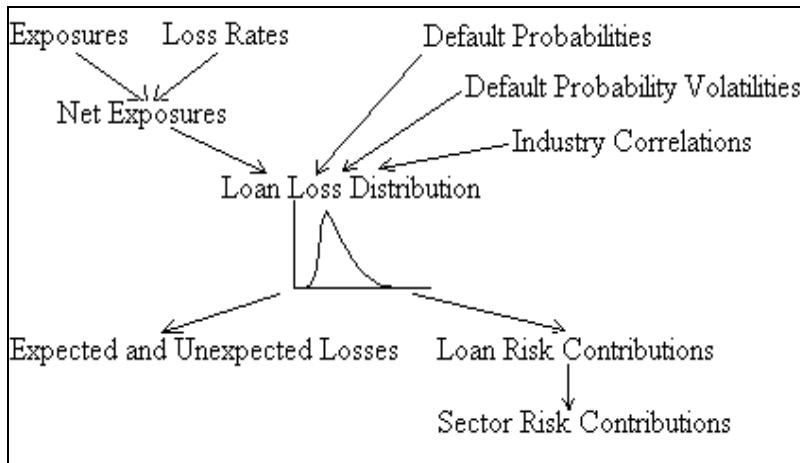 Exposures
Loss Rates
Default Probabilities
Default Probability Volatilities
Net Exposures
Industry Correlations
Loan Loss Distribution
Expected and Unexpected Losses
Loan Risk Contributions
Sector Risk Contributions